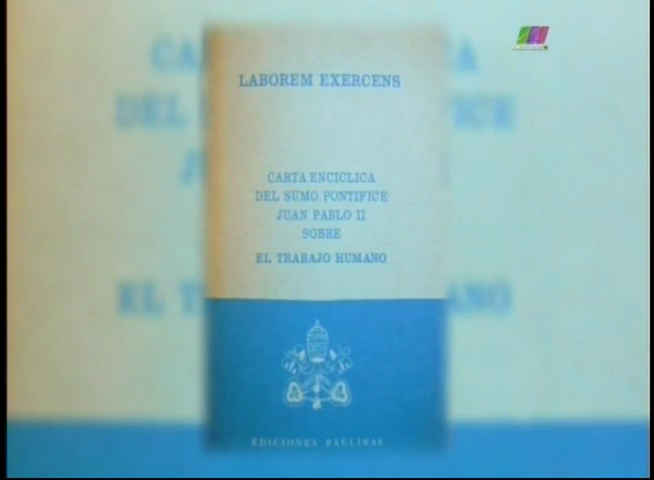 LABOREM EXERCENS
CARTA ENCICLICA
DEL SUMO PONTIFICE
JUAN PABLO II
SOBRE
EL TRABAJO HUMANO
EDICIONES PAULINAS